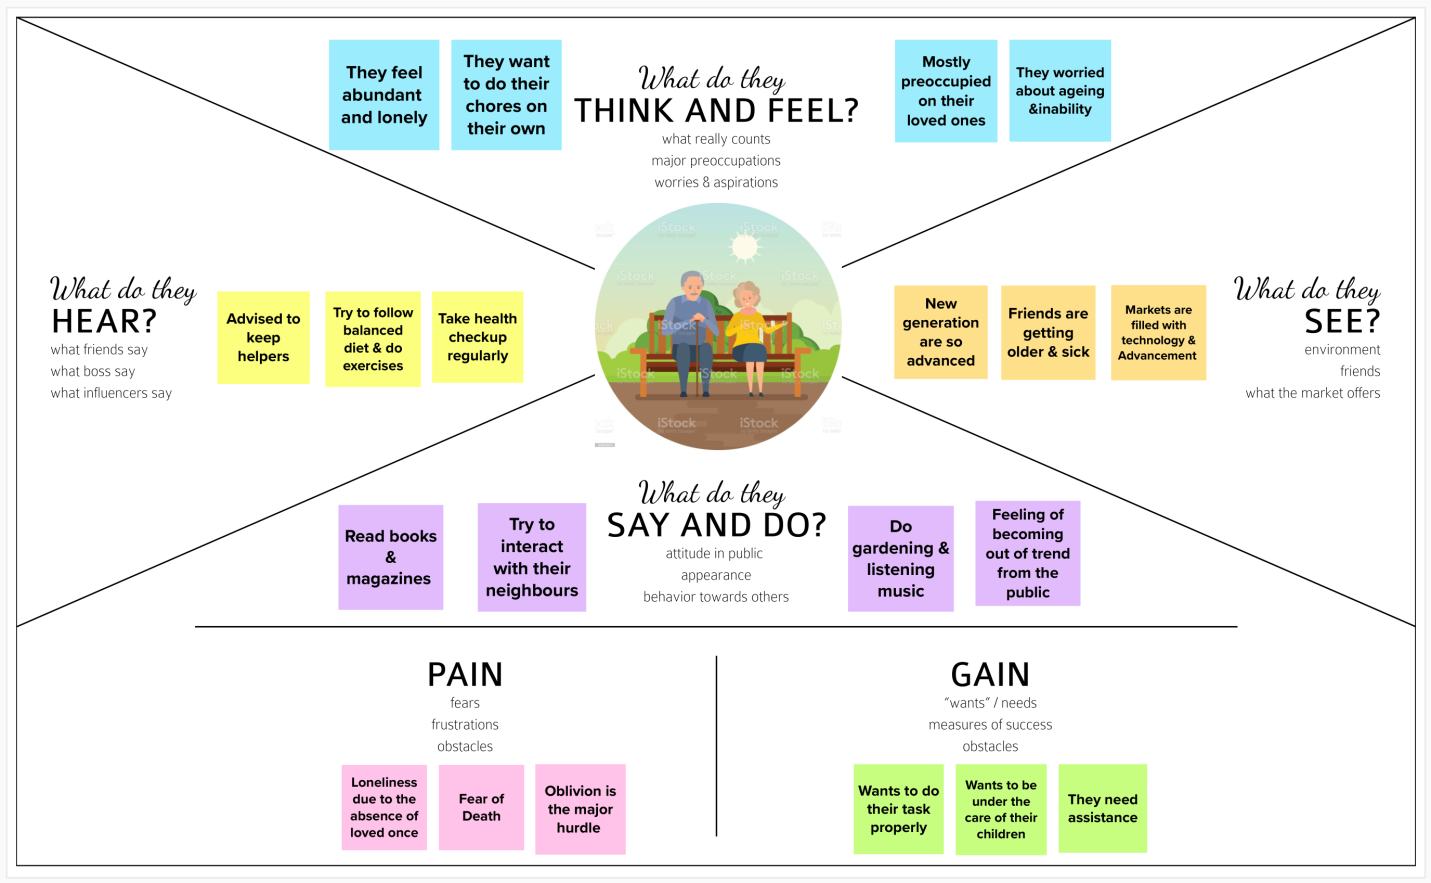 They feel
abundant
and lonely
They want
to do their
chores on
their own
What do they
THINK AND FEEL?
what really counts
major preoccupations
worries & aspirations
Mostly
preoccupied
on their
loved ones
They worried
about ageing
&inability
What do they
HEAR?
what friends say
what boss say
what influencers say
Advised to
keep
helpers
Try to follow
balanced
diet & do
exercises
Take health
checkup
regularly
iStock
iStock
iStock
iStock
iStock
iStock
iStock
iStock
New
generation
are so
advanced
Friends are
getting
older & sick
Markets are
filled with
technology &
Advancement
What do they
SEE?
environment
friends
what the market offers
Read books
&
magazines
Try to
interact
with their
neighbours
What do they
SAY AND DO?
attitude in public
appearance
behavior towards others
Do
gardening &
listening
music
Feeling of
becoming
out of trend
from the
public
PAIN
fears
frustrations
obstacles
Loneliness
due to the
absence of
loved once
Fear of
Death
Oblivion is
the major
hurdle
GAIN
“wants” / needs
measures of success
obstacles
Wants to do
their task
properly
Wants to be
under the
care of their
children
They need
assistance